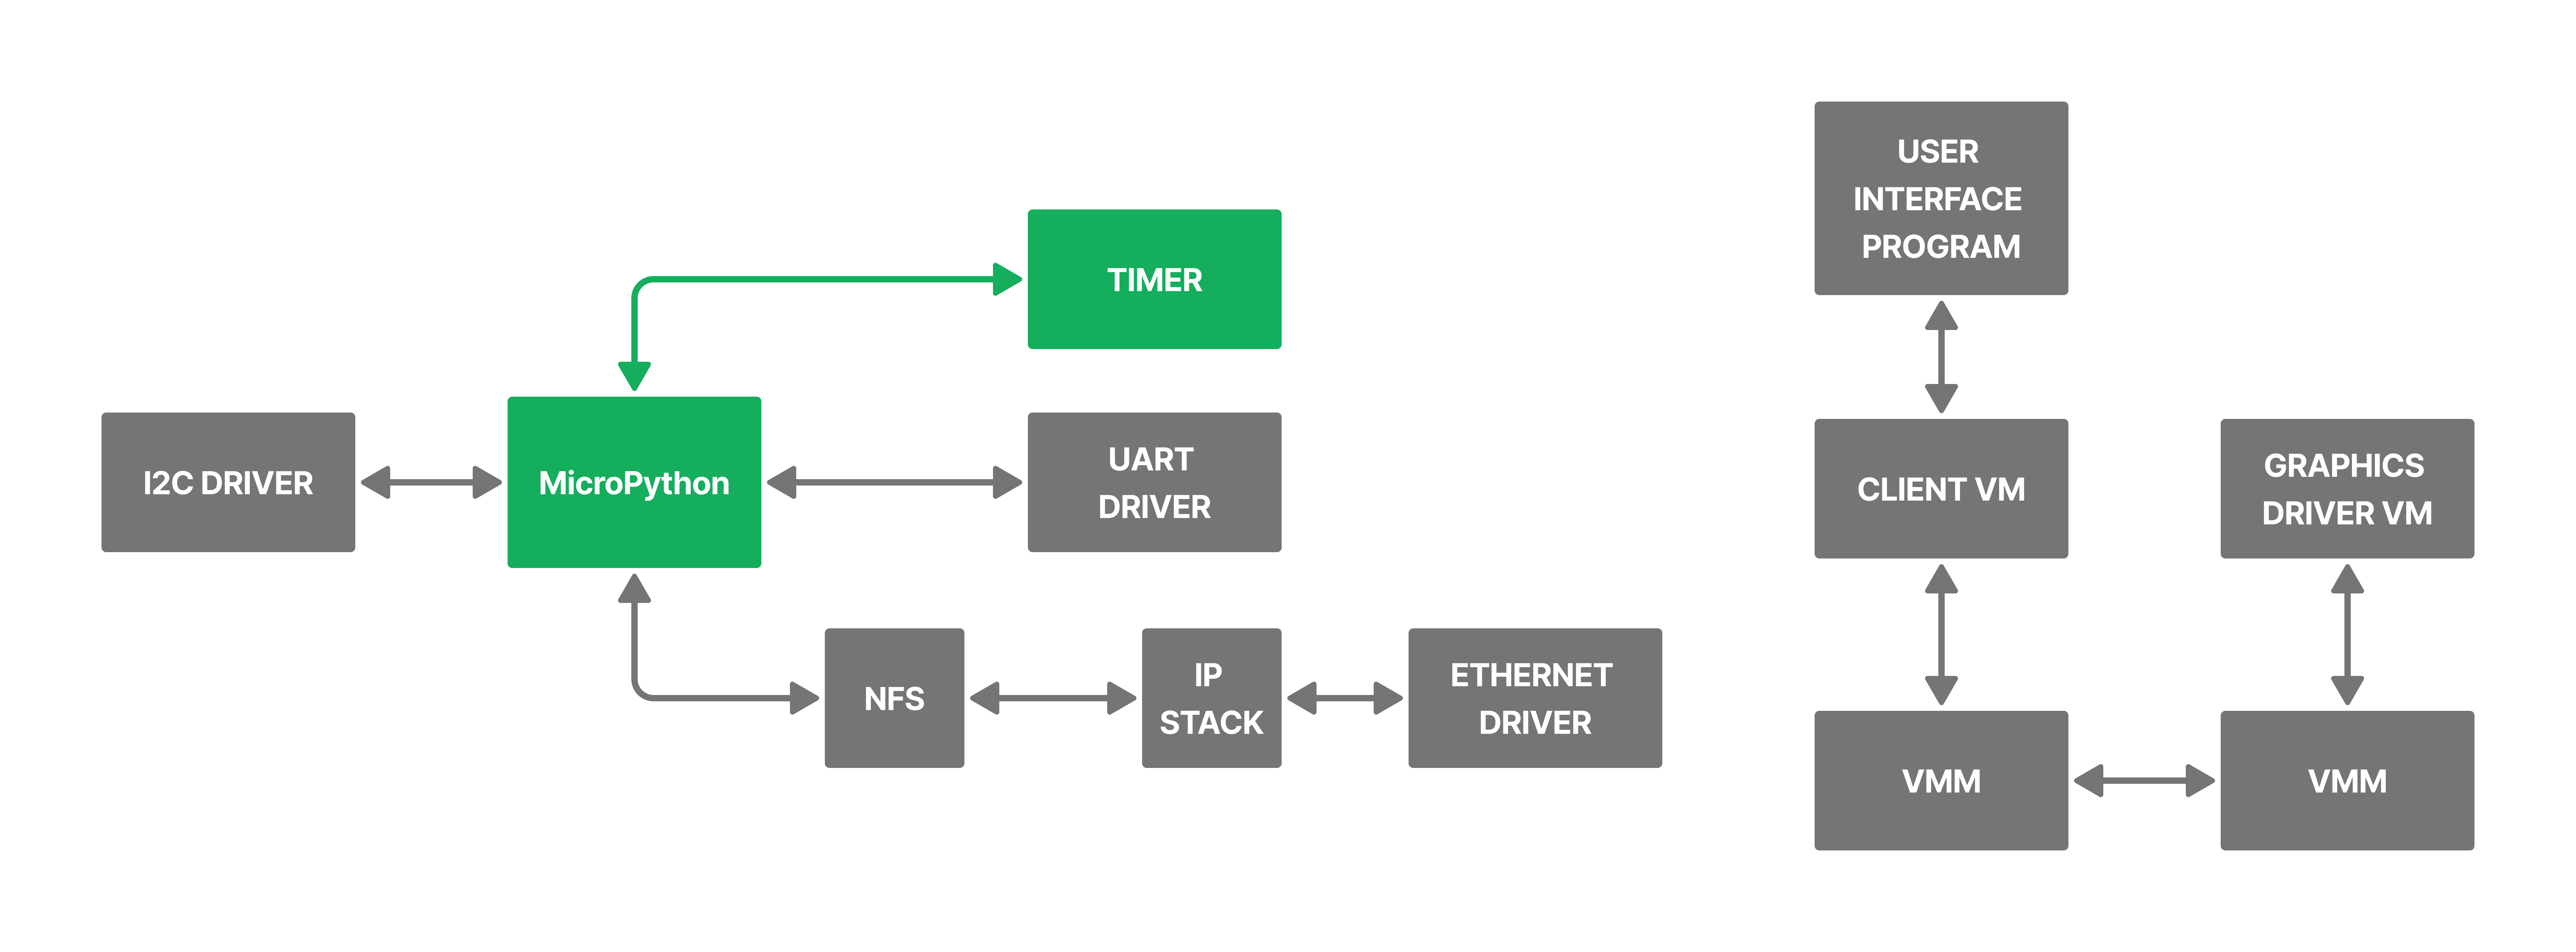 TIMER
I2C DRIVER
MicroPython
UART
DRIVER
NFS
IP
STACK
ETHERNET
DRIVER
USER
INTERFACE
PROGRAM
CLIENT VM
GRAPHICS
DRIVER VM
VMM
VMM